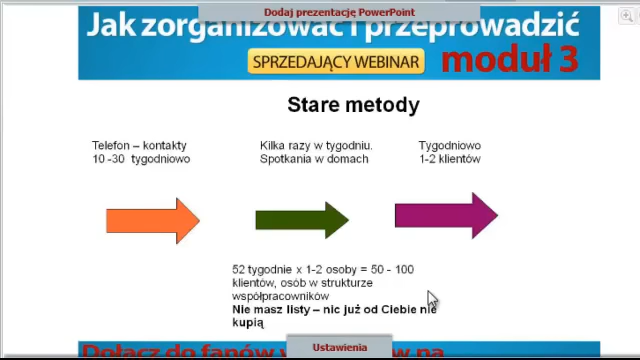 Dodaj prezentację PowerPoint
Jak zorganizować i przeprowadzić
SPRZEDAJĄCY WEBINAR
moduł 3
Stare metody
Telefon – kontakty
10 -30 tygodniowo
Kilka razy w tygodniu.
Spotkania w domach
Tygodniowo
1-2 klientów
52 tygodnie x 1-2 osoby = 50 - 100
klientów, osób w strukturze
współpracowników
Nie masz listy – nic już od Ciebie nie
kupią
Ustawienia
Dołącz do fanów
na